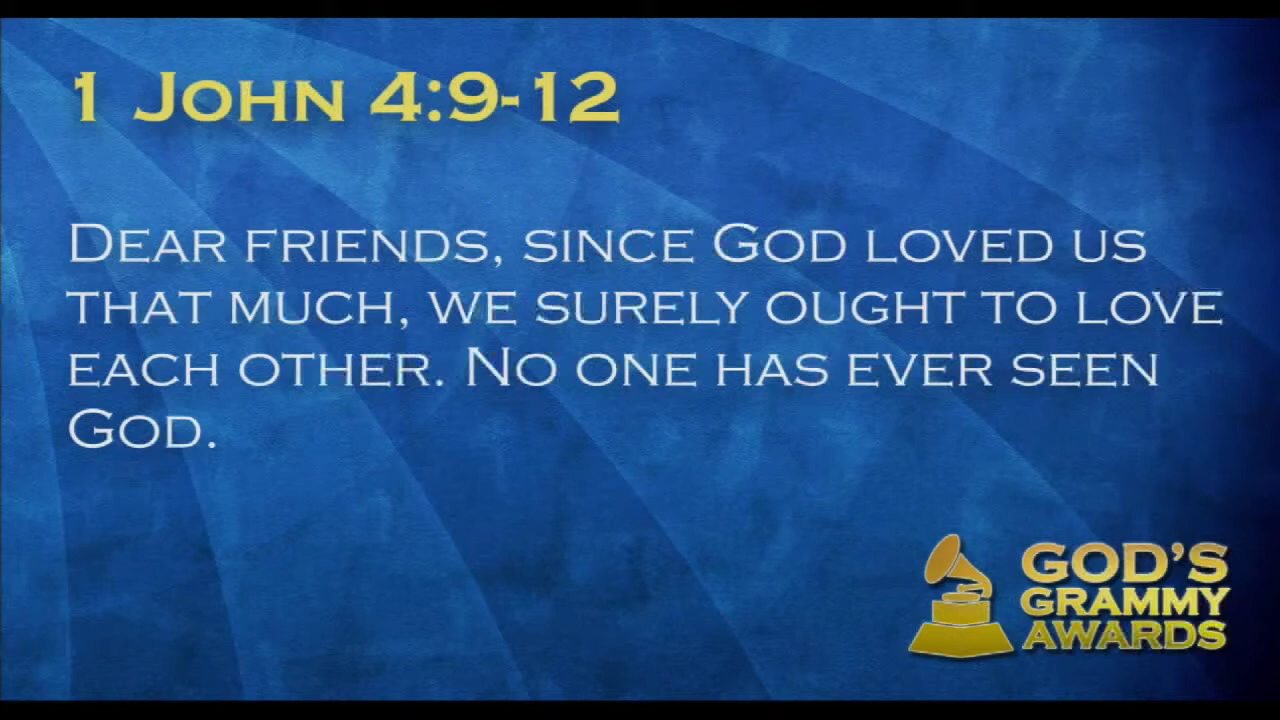 1 John 4:9-12
Dear friends, since God loved us
that much, we surely ought to love
each other. No one has ever seen
God.
GOD'S
GRAMMY
AWARDS